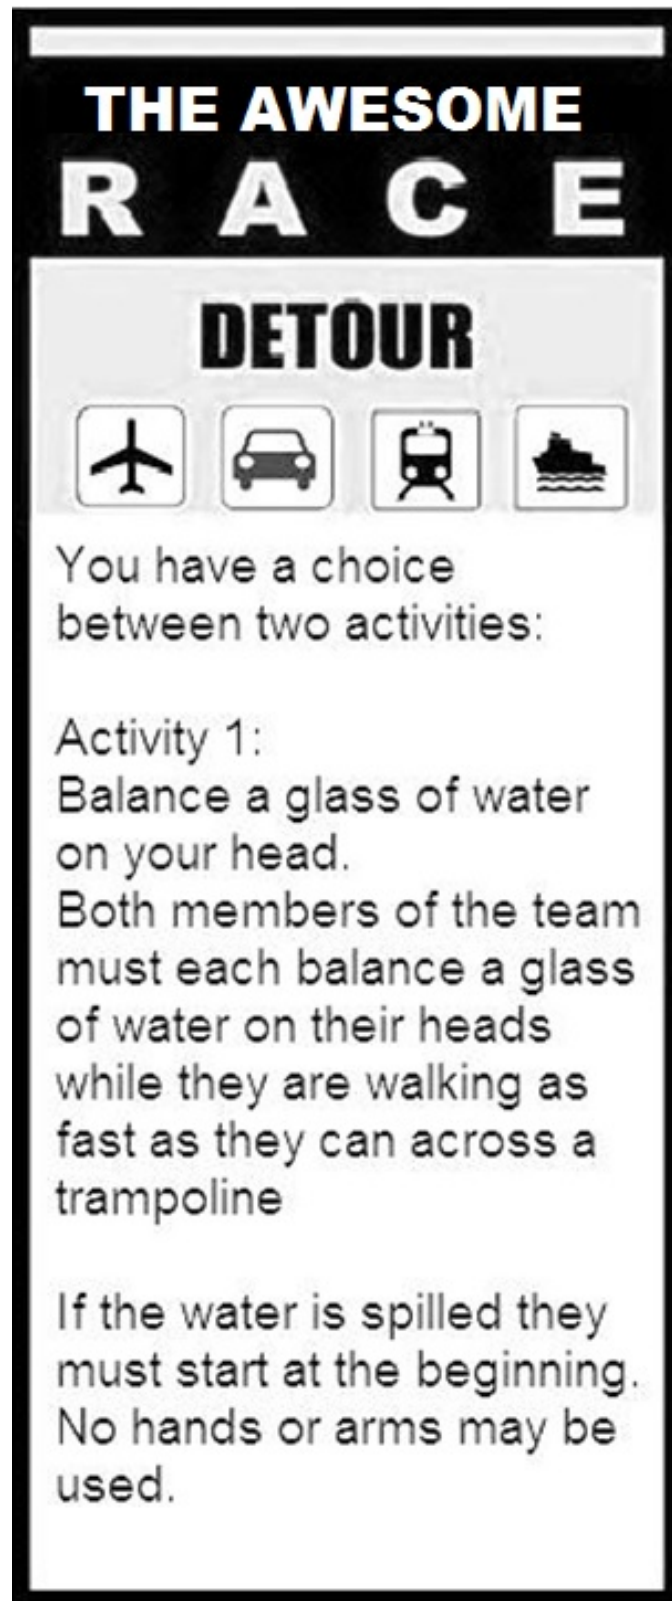 THE AWESOME
RACE
DETOUR
You have a choice
between two activities:
Activity 1:
Balance a glass of water
on your head.
Both members of the team
must each balance a glass
of water on their heads
while they are walking as
fast as they can across a
trampoline
If the water is spilled they
must start at the beginning.
No hands or arms may be
used.